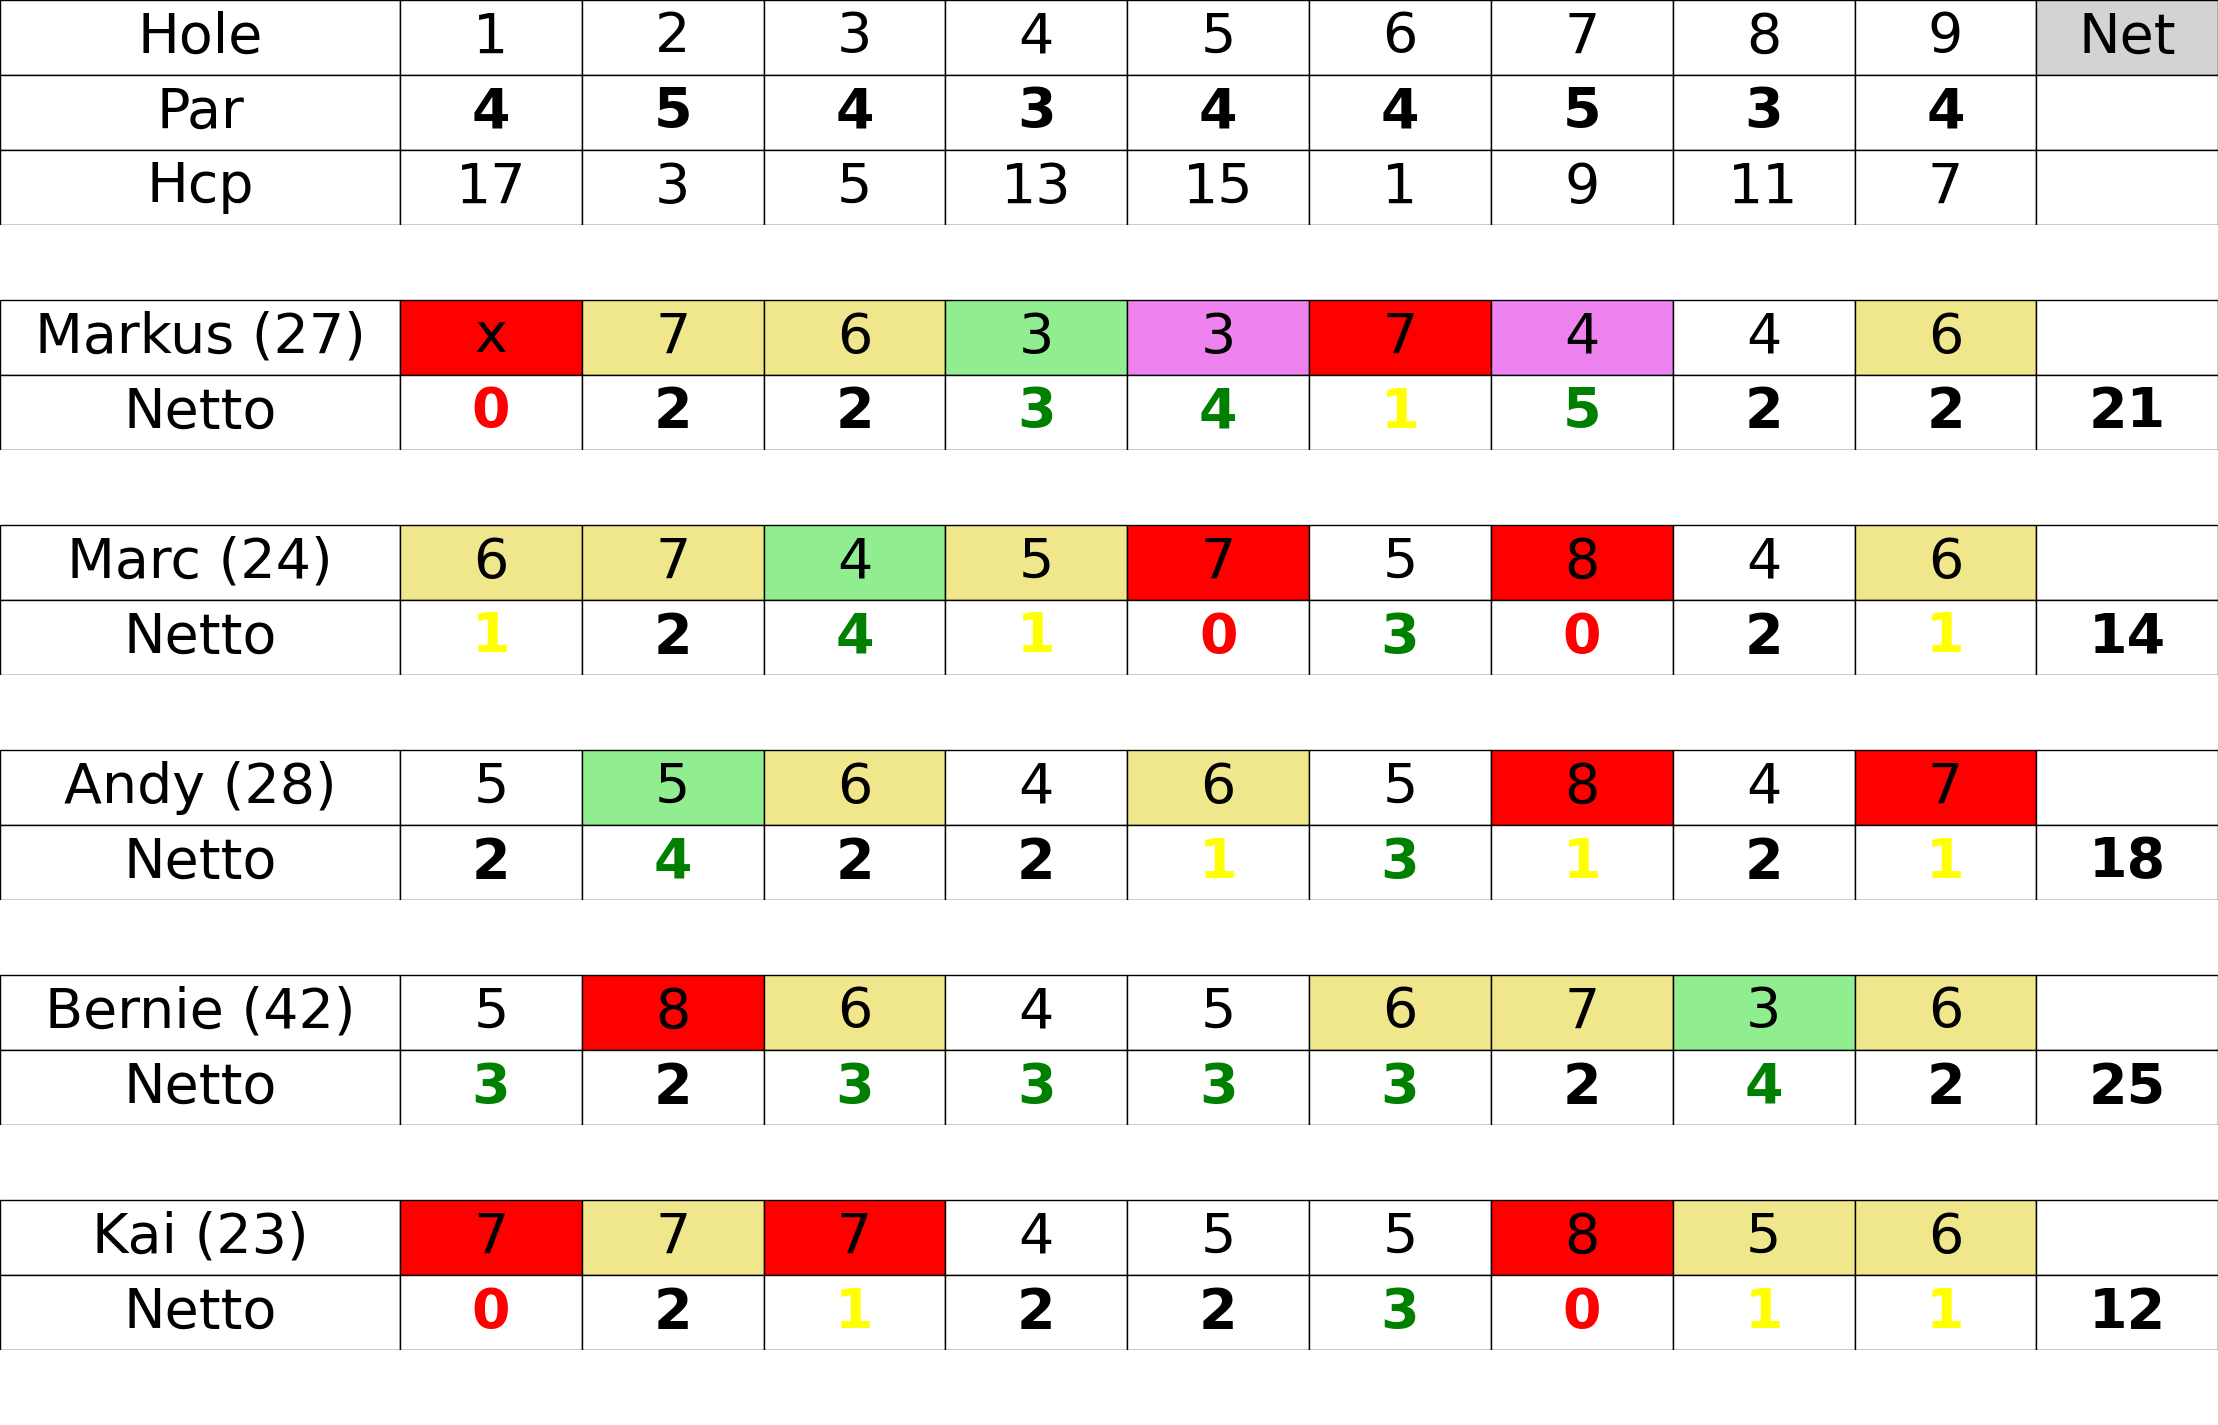 Hole 1 2 3 4 5 6 7 8 9 Net
Par 4 5 4 3 4 4 5 3 4
Hcp 17 3 5 13 15 1 9 11 7
Markus (27) x 7 6 3 3 7 4 4 6
Netto 0 2 2 3 4 1 5 2 2 21
Marc (24) 6 7 4 5 7 5 8 4 6
Netto 1 2 4 1 0 3 0 2 1 14
Andy (28) 5 5 6 4 6 5 8 4 7
Netto 2 4 2 2 1 3 1 2 1 18
Bernie (42) 5 8 6 4 5 6 7 3 6
Netto 3 2 3 3 3 3 2 4 2 25
Kai (23) 7 7 7 4 5 5 8 5 6
Netto 0 2 1 2 2 3 0 1 1 12